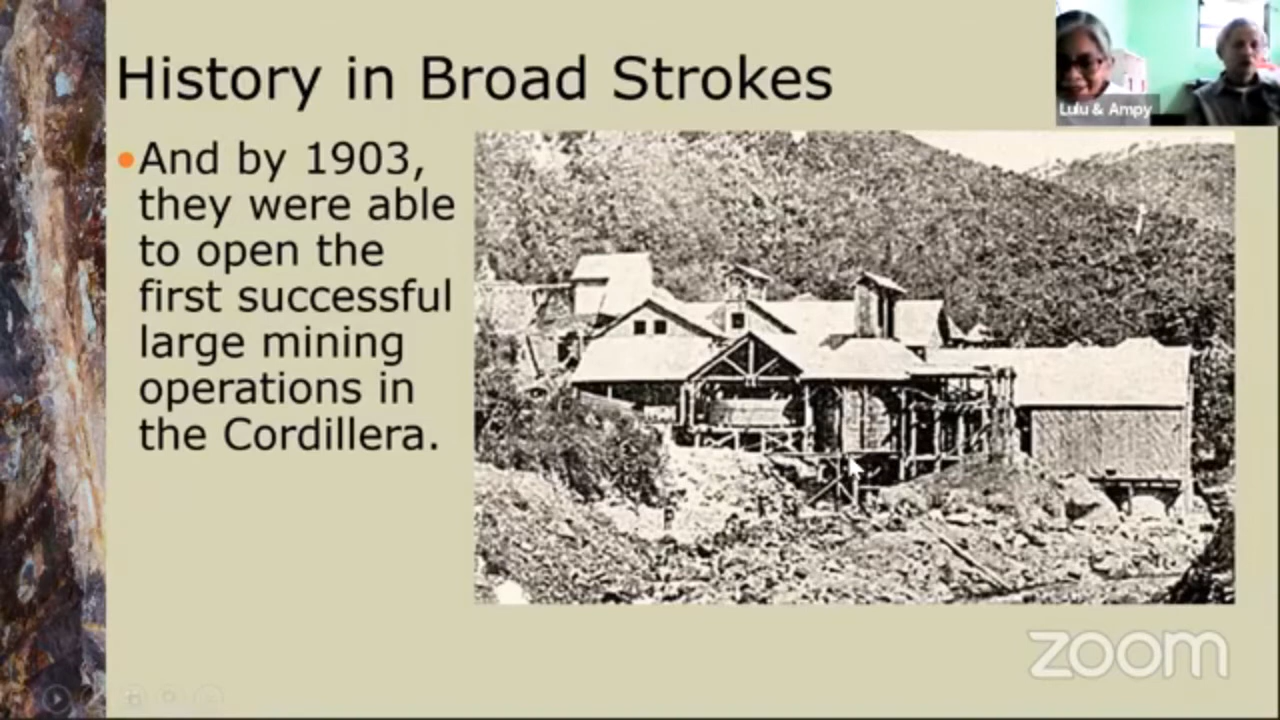 History in Broad Strokes
Lulu & Ampy
And by 1903,
they were able
to open the
first successful
large mining
operations in
the Cordillera.
zoom